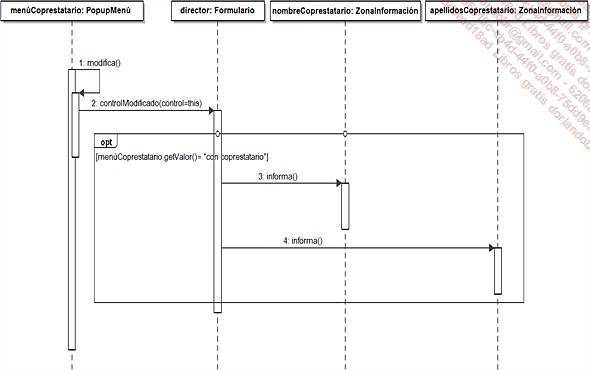 menúCoprestatario: PopupMenú
director: Formulario
nombreCoprestatario: ZonaInformación
apellidosCoprestatario: ZonaInformación
1: modifica()
2: controlModificado(control=this)
opt
[menúCoprestatario.getValor()= "con coprestatario"]
3: informa()
4: informa()